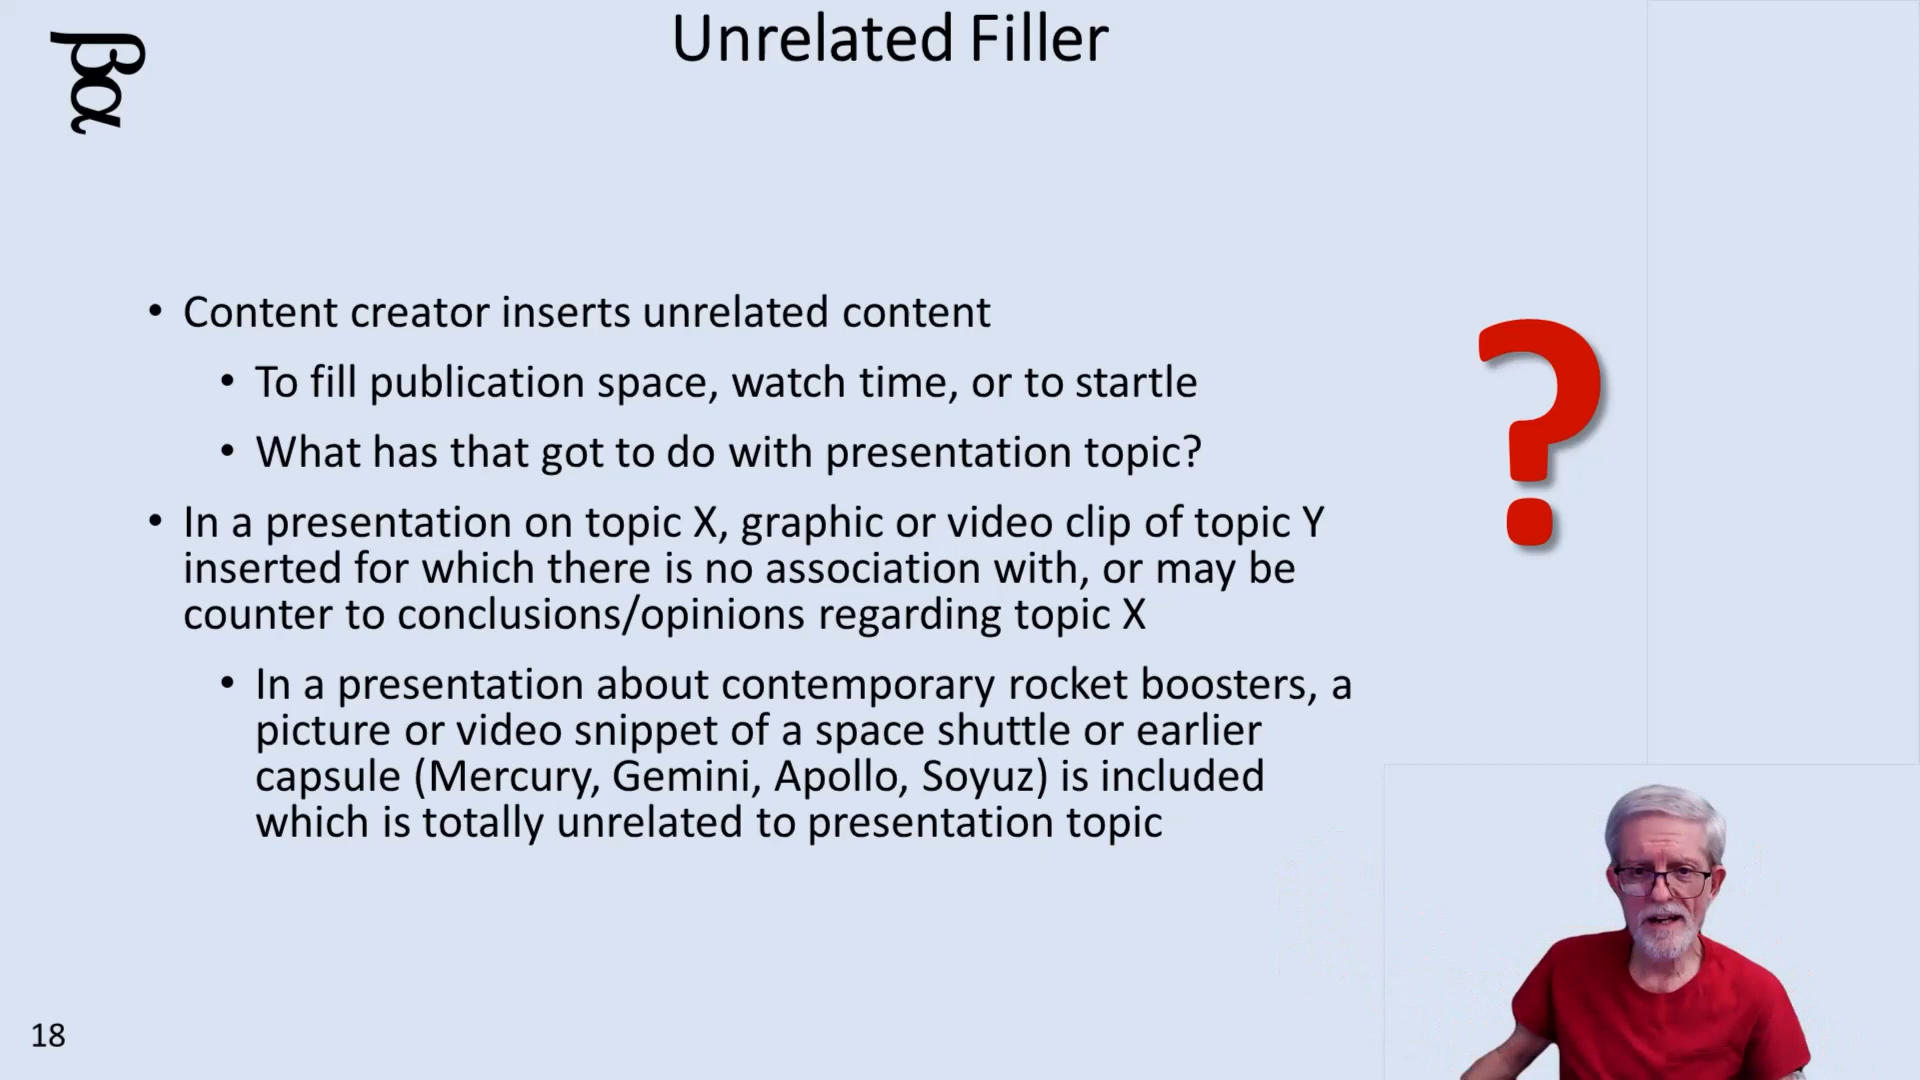 βα
Unrelated Filler
• Content creator inserts unrelated content
• To fill publication space, watch time, or to startle
• What has that got to do with presentation topic?
• In a presentation on topic X, graphic or video clip of topic Y
inserted for which there is no association with, or may be
counter to conclusions/opinions regarding topic X
• In a presentation about contemporary rocket boosters, a
picture or video snippet of a space shuttle or earlier
capsule (Mercury, Gemini, Apollo, Soyuz) is included
which is totally unrelated to presentation topic
?
18